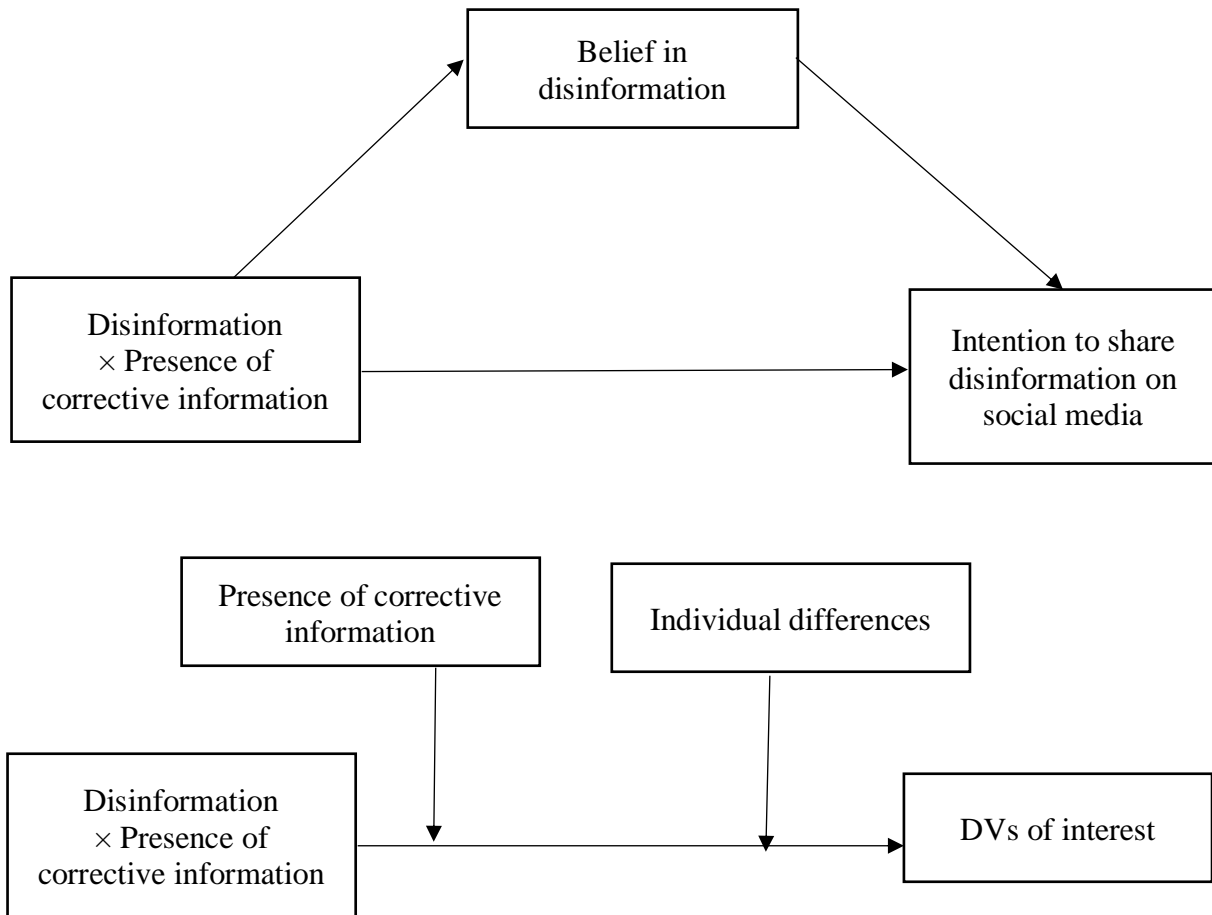 Belief in
disinformation
Disinformation
× Presence of
corrective information
Intention to share
disinformation on
social media
Presence of corrective
information
Individual differences
Disinformation
× Presence of
corrective information
DVs of interest